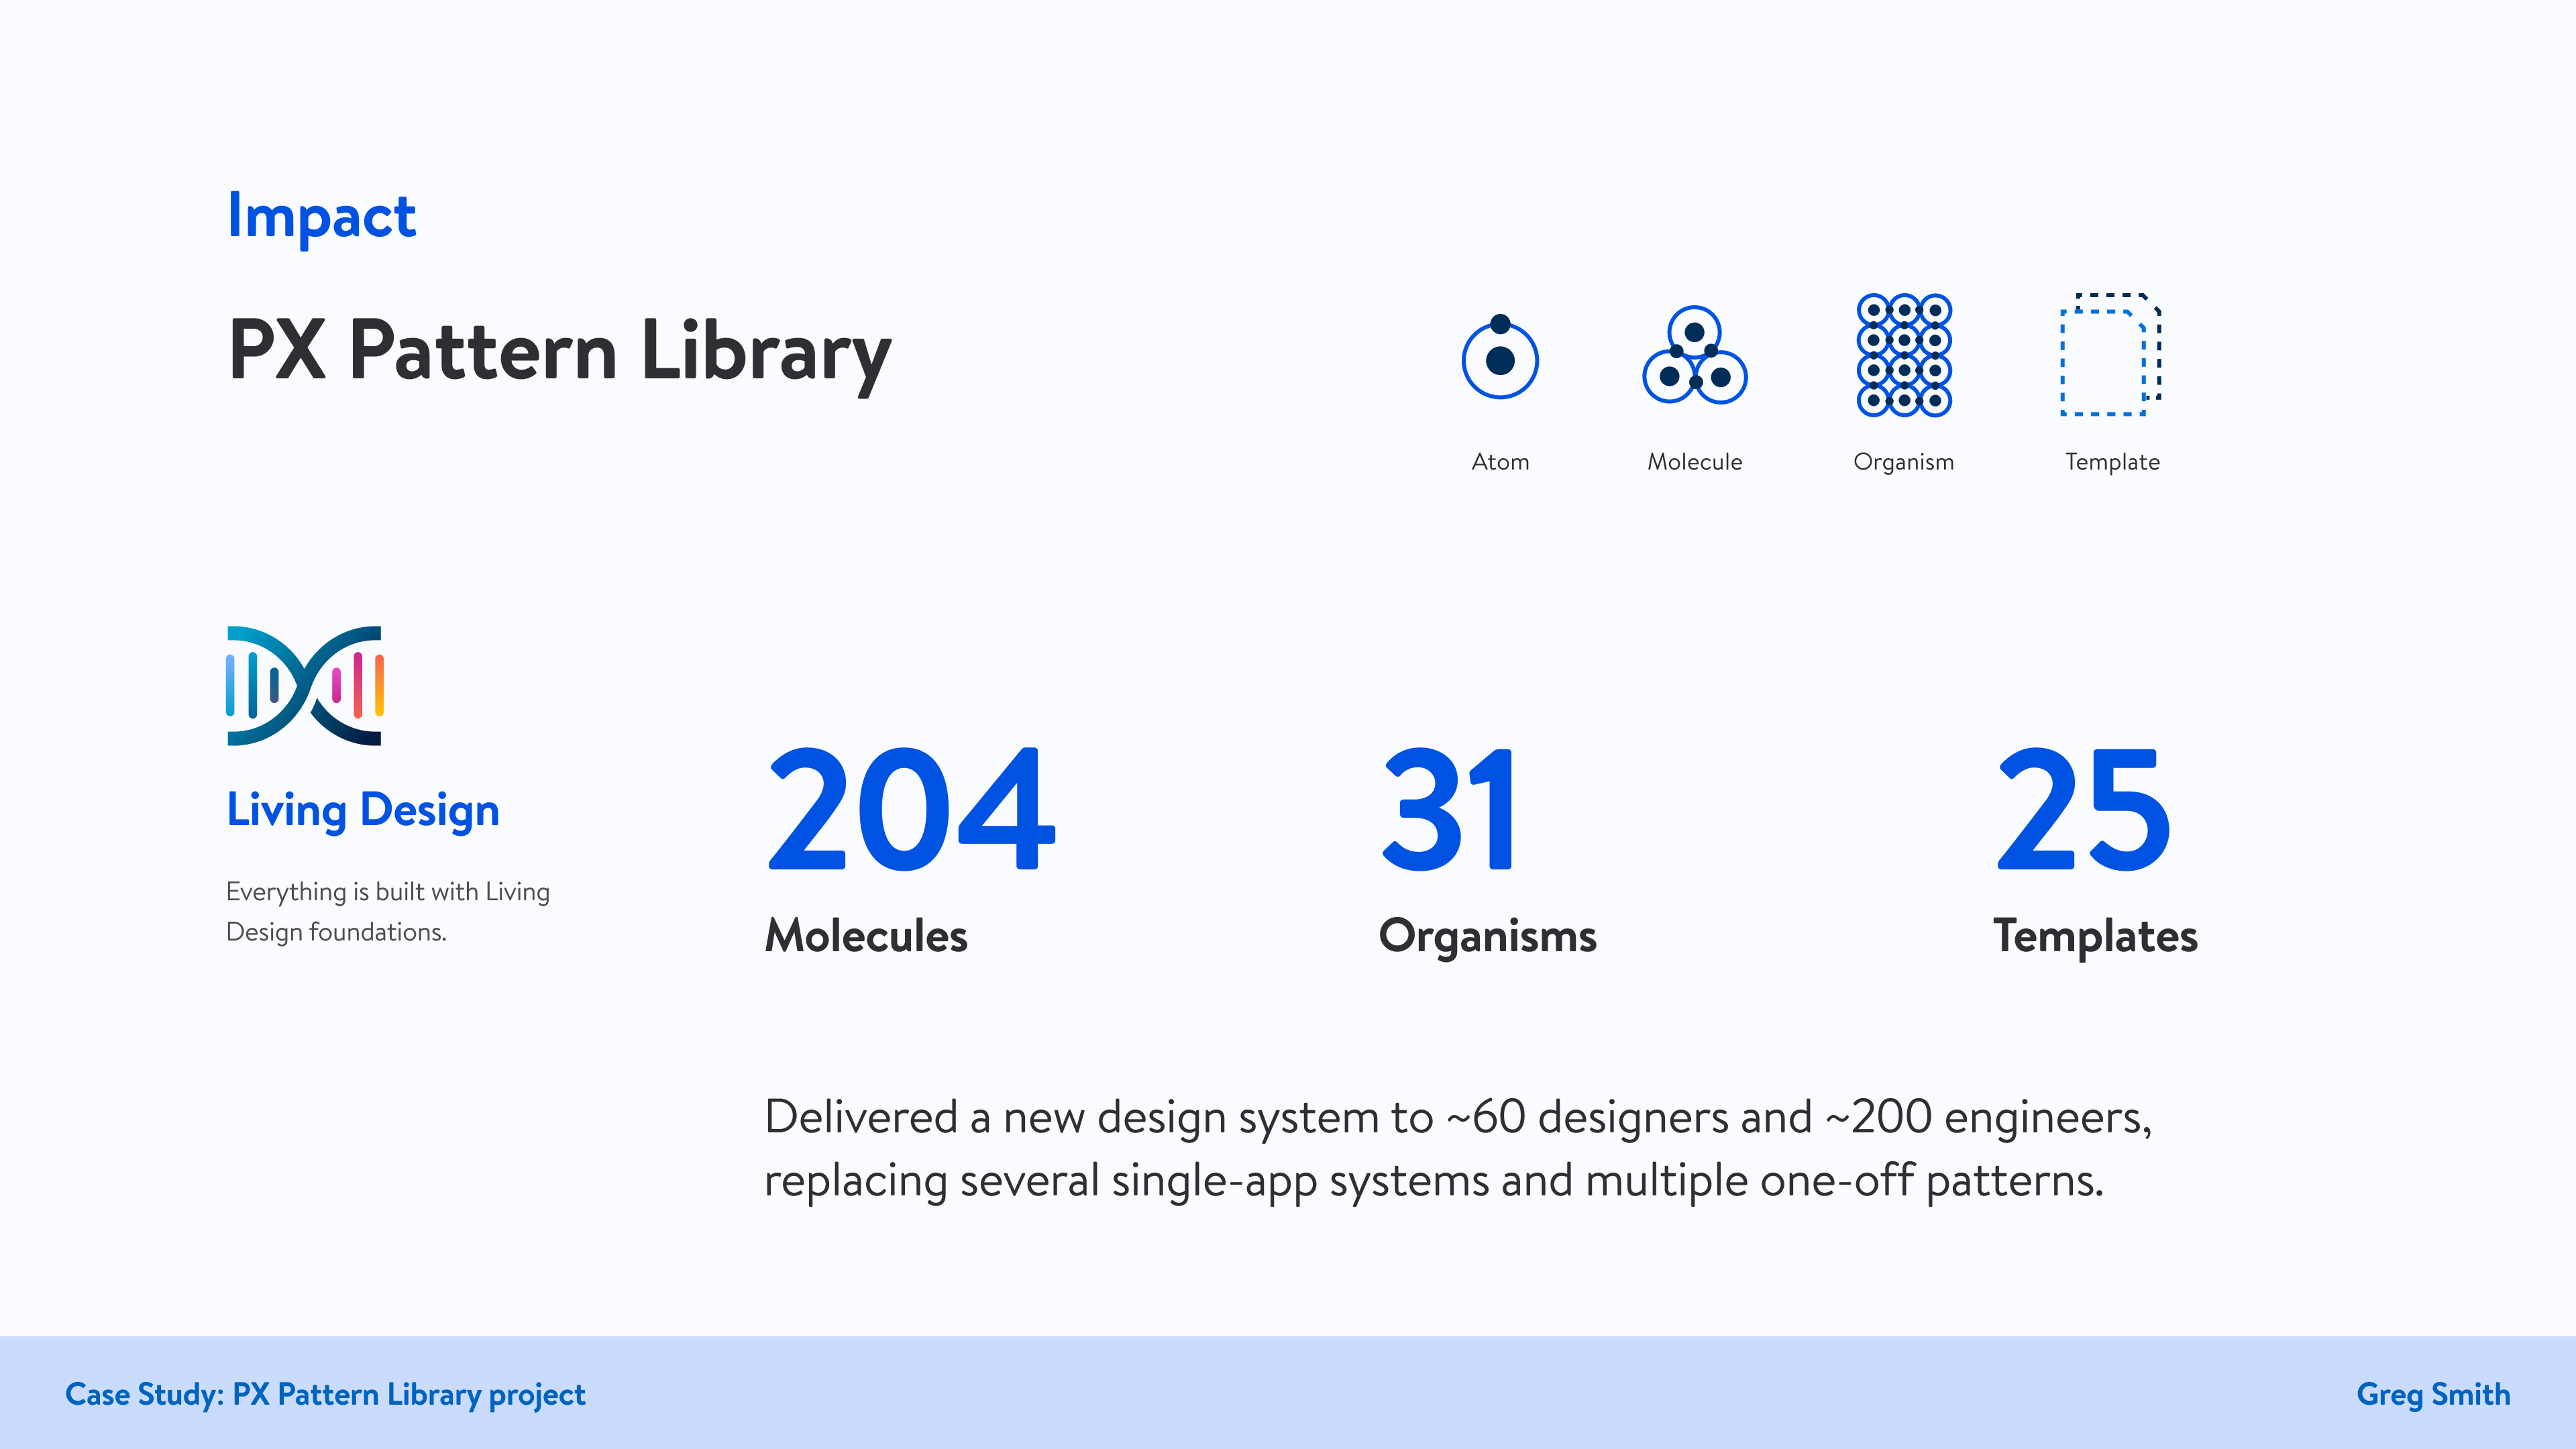 Impact
PX Pattern Library
Atom
Molecule
Organism
Template
Living Design
Everything is built with Living
Design foundations.
204
Molecules
31
Organisms
25
Templates
Delivered a new design system to ~60 designers and ~200 engineers,
replacing several single-app systems and multiple one-off patterns.
Case Study: PX Pattern Library project
Greg Smith